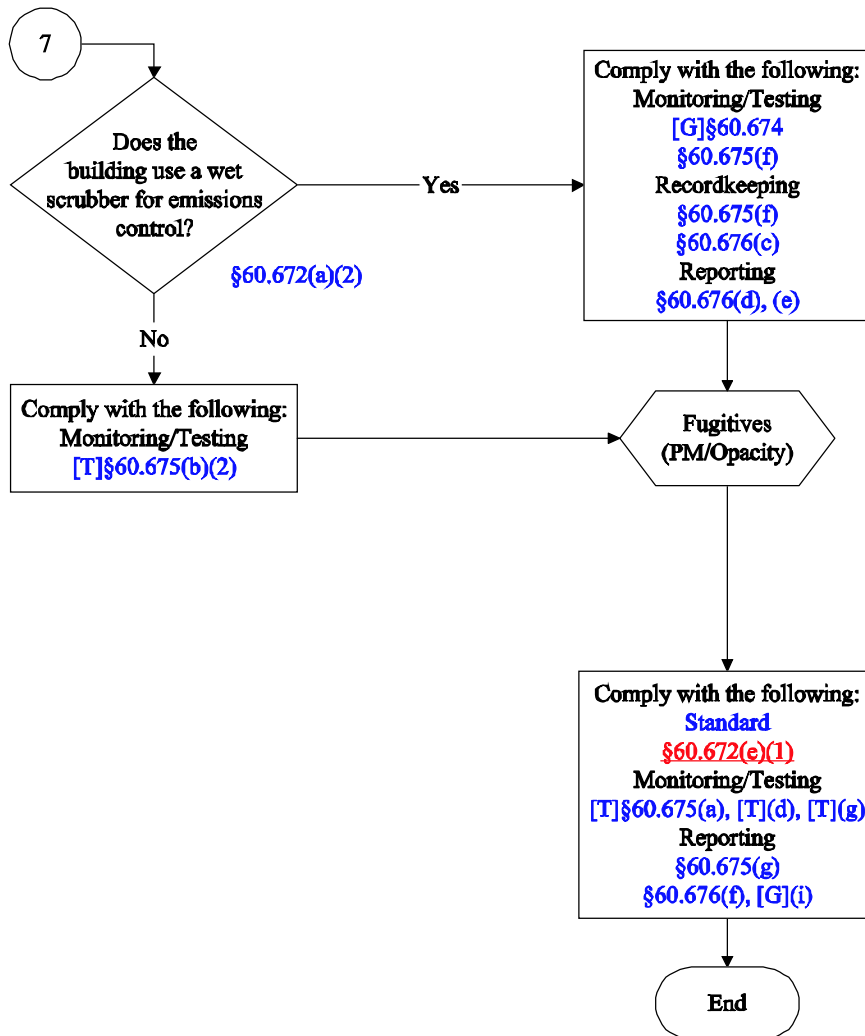 7
Does the
building use a wet
scrubber for emissions
control?
§60.672(a)(2)
Yes
Comply with the following:
Monitoring/Testing
[G]§60.674
§60.675(f)
Recordkeeping
§60.675(f)
§60.676(c)
Reporting
§60.676(d), (e)
No
Comply with the following:
Monitoring/Testing
[T]§60.675(b)(2)
Fugitives
(PM/Opacity)
Comply with the following:
Standard
§60.672(e)(1)
Monitoring/Testing
[T]§60.675(a), [T](d), [T](g)
Reporting
§60.675(g)
§60.676(f), [G](i)
End